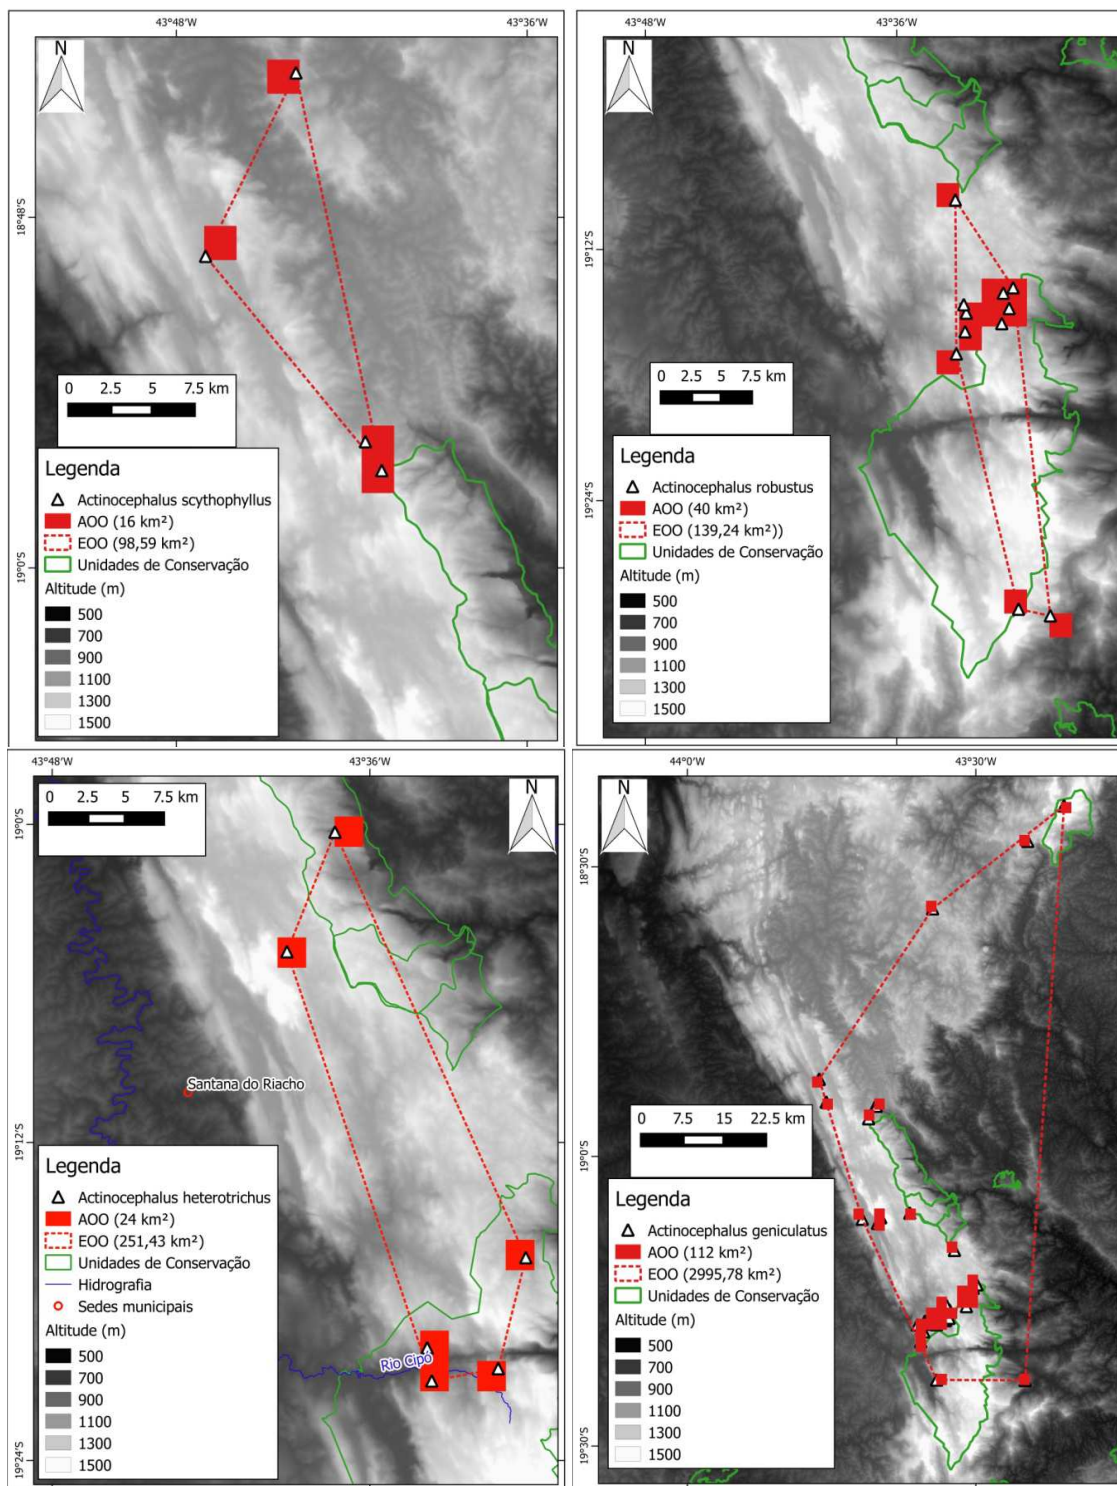 43°48'W 43°36'W
N
18°48'S
19°0'S
0 2.5 5 7.5 km
Legenda
Actinocephalus scythophyllus
AOO (16 km²)
EOO (98,59 km²)
Unidades de Conservação
Altitude (m)
500
700
900
1100
1300
1500
43°48'W 43°36'W
N
19°12'S
19°24'S
0 2.5 5 7.5 km
Legenda
Actinocephalus robustus
AOO (40 km²)
EOO (139,24 km²))
Unidades de Conservação
Altitude (m)
500
700
900
1100
1300
1500
43°48'W 43°36'W
0 2.5 5 7.5 km
N
19°0'S
Santana do Riacho
19°12'S
Legenda
Actinocephalus heterotrichus
AOO (24 km²)
EOO (251,43 km²)
Unidades de Conservação
Hidrografia
Sedes municipais
Altitude (m)
500
700
900
1100
1300
1500
Rio Cipó
19°24'S
44°0'W 43°30'W
N
18°30'S
19°0'S
0 7.5 15 22.5 km
Legenda
Actinocephalus geniculatus
AOO (112 km²)
EOO (2995,78 km²)
Unidades de Conservação
Altitude (m)
500
700
900
1100
1300
1500
19°30'S